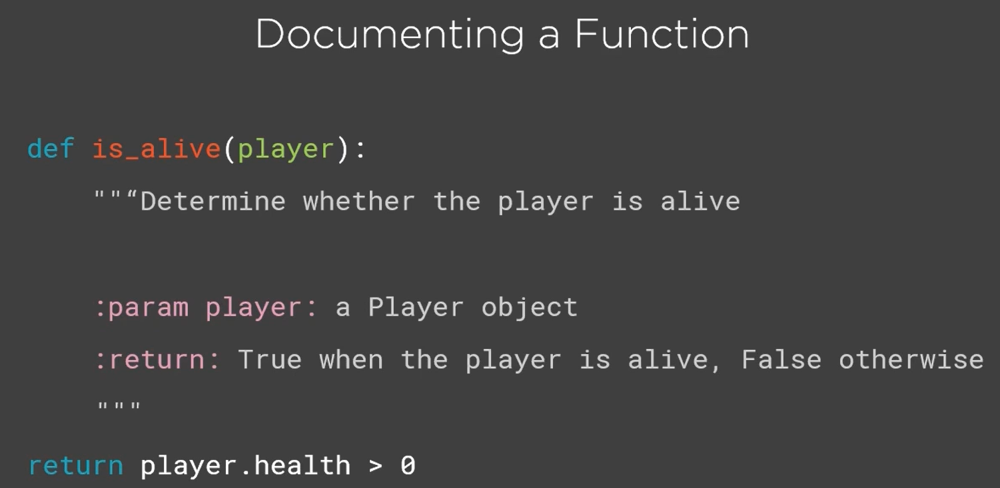 Documenting a Function
def is_alive(player):
    ""“Determine whether the player is alive
    :param player: a Player object
    :return: True when the player is alive, False otherwise
    """
return player.health > 0